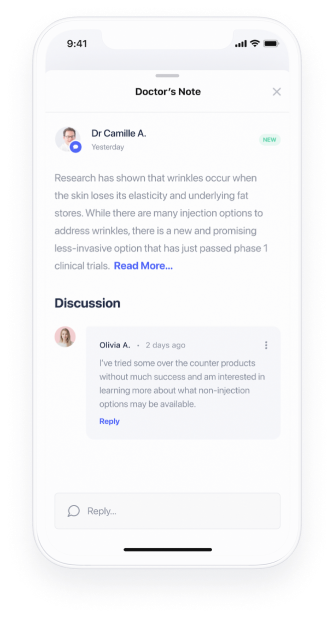 9:41
Doctor's Note
Dr Camille A.
Yesterday
NEW
Research has shown that wrinkles occur when
the skin loses its elasticity and underlying fat
stores. While there are many injection options to
address wrinkles, there is a new and promising
less-invasive option that has just passed phase 1
clinical trials. Read More...
Discussion
Olivia A. • 2 days ago
I've tried some over the counter products
without much success and am interested in
learning more about what non-injection
options may be available.
Reply
Reply...